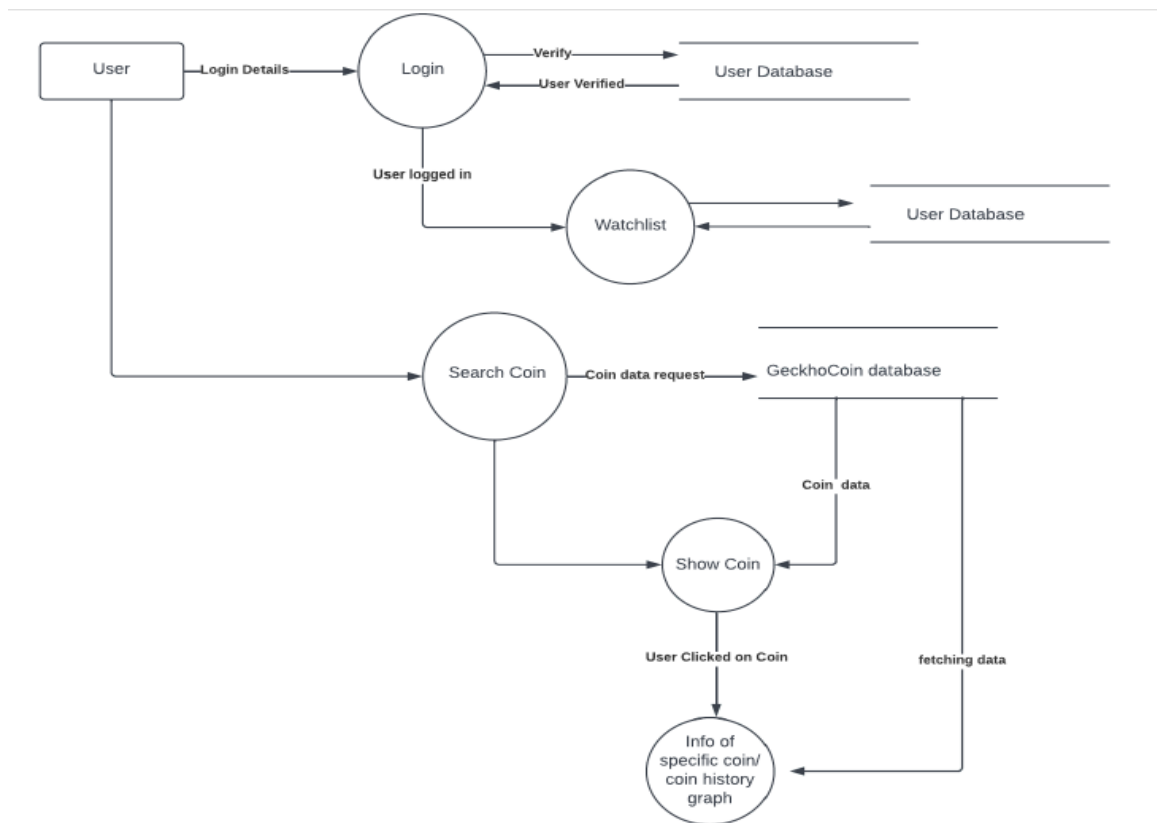 User
Login Details
Login
Verify
User Verified
User Database
User logged in
Watchlist
User Database
Search Coin
Coin data request
GeckhoCoin database
Coin data
Show Coin
User Clicked on Coin
fetching data
Info of
specific coin/
coin history
graph